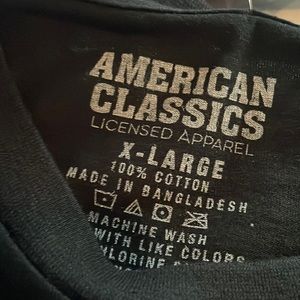 AMERICAN
CLASSICS
LICENSED APPAREL
X-LARGE
100% COTTON
MADE IN BANGLADESH
MACHINE WASH
WITH LIKE COLORS